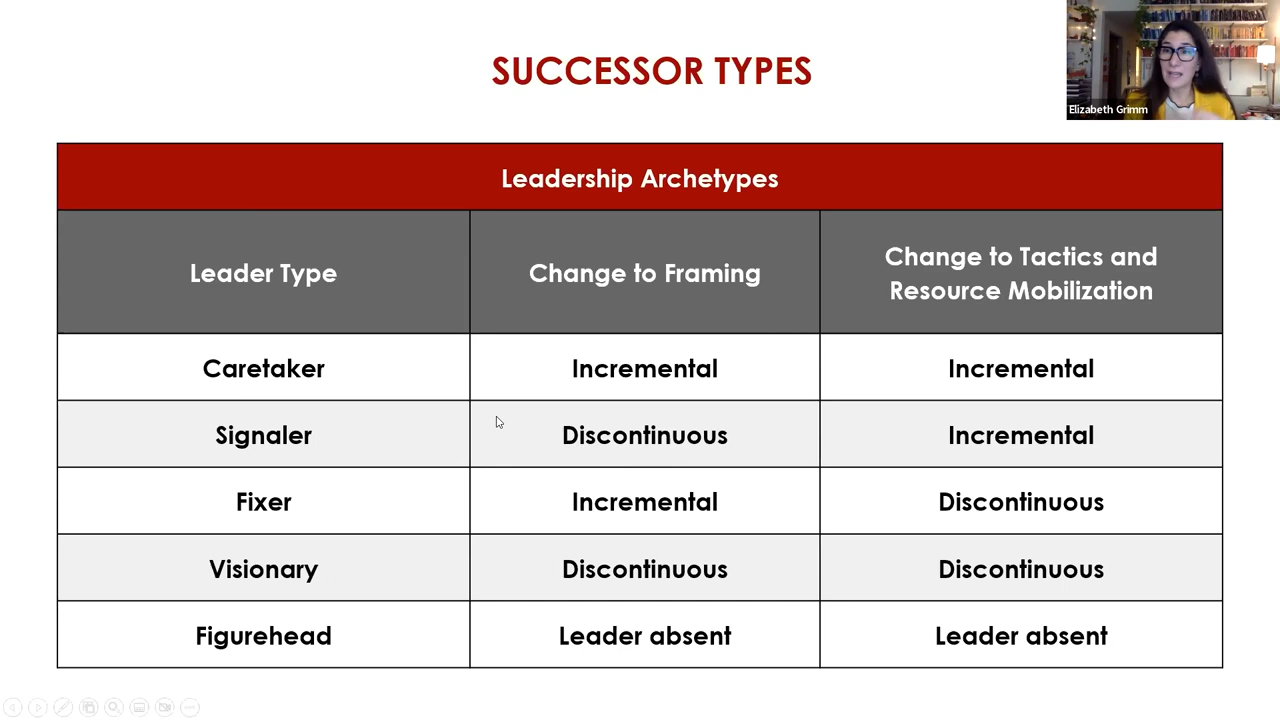 SUCCESSOR TYPES
Elizabeth Grimm
Leadership Archetypes
Leader Type
Change to Framing
Change to Tactics and
Resource Mobilization
Caretaker
Incremental
Incremental
Signaler
Discontinuous
Incremental
Fixer
Incremental
Discontinuous
Visionary
Discontinuous
Discontinuous
Figurehead
Leader absent
Leader absent